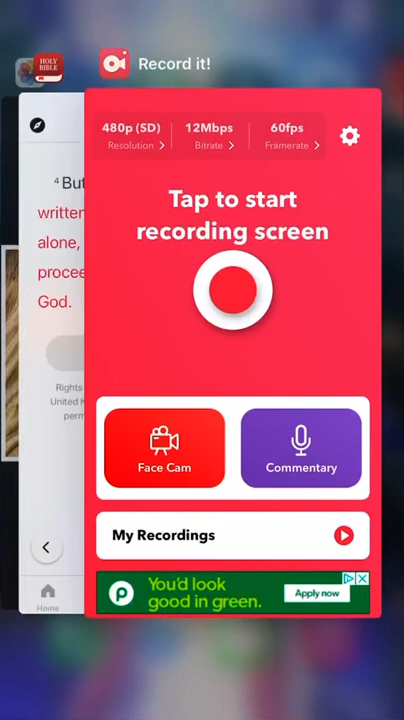 HOLY
BIBLE
Record it!
480p (SD)
Resolution
12Mbps
Bitrate
60fps
Framerate
Tap to start
recording screen
4 But
written
alone,
procee
God.
Rights
United K
perm
Home
Face Cam
Commentary
My Recordings
You'd look
good in green.
Apply now